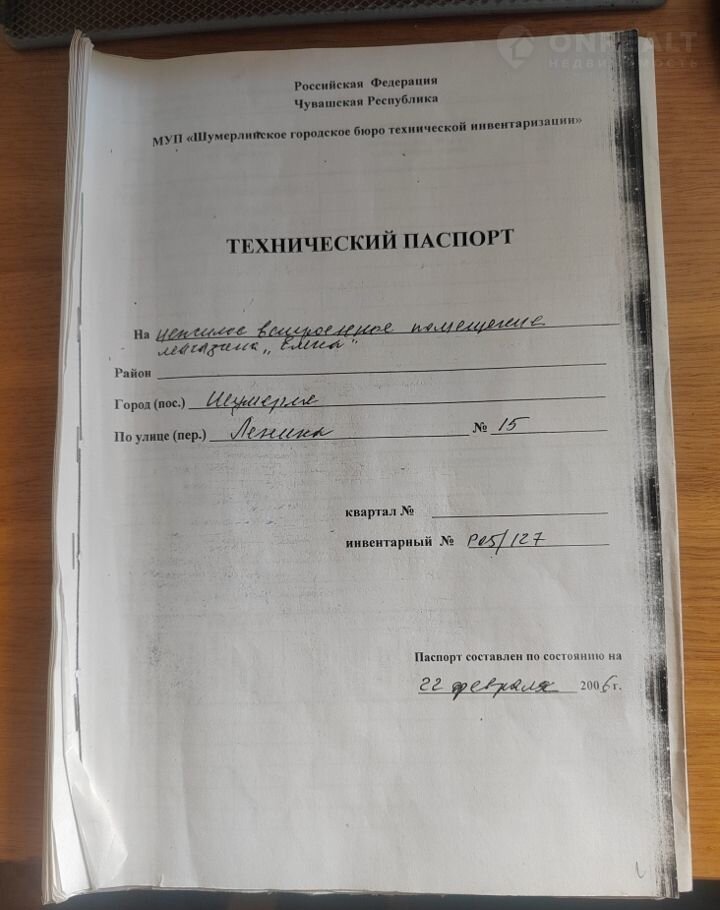 ONREALT
НЕДВИЖИМОСТЬ
Российская Федерация
Чувашская Республика
МУП «Шумерлинское городское бюро технической инвентаризации»
ТЕХНИЧЕСКИЙ ПАСПОРТ
На нежилое встроенное помещение
магазина „Елена"
Район
Город (пос.) Шумерля
По улице (пер.) Ленина № 15
квартал №
инвентарный № Р05/127
Паспорт составлен по состоянию на
22 февраля 2006 г.